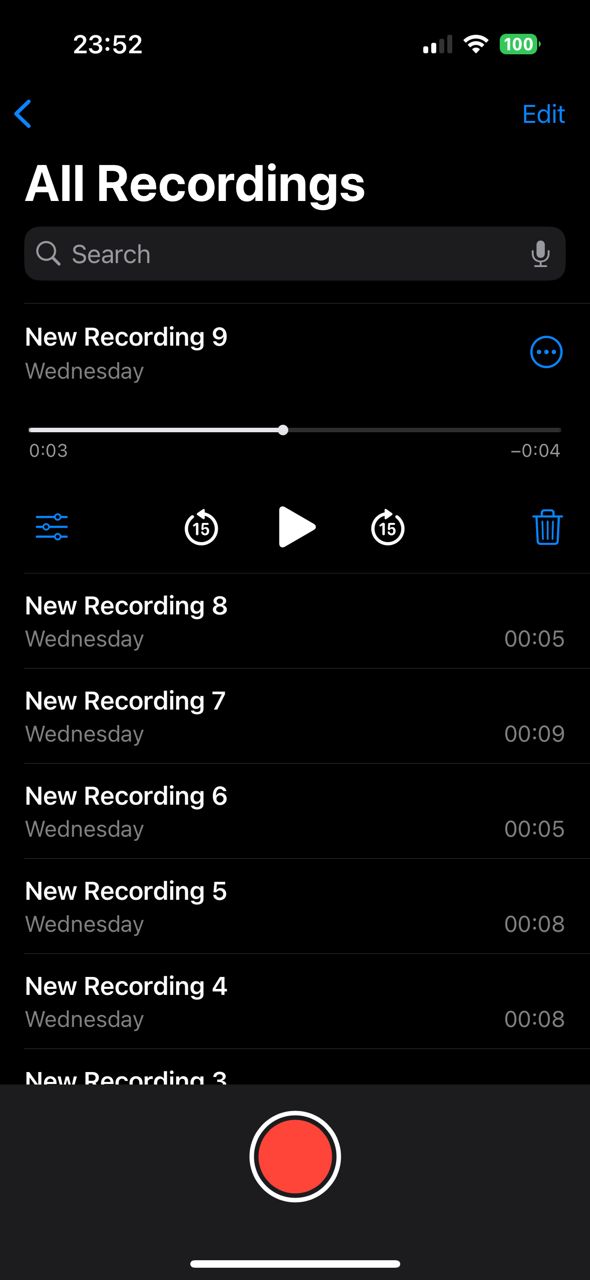 23:52
100
Edit
All Recordings
Search
New Recording 9
Wednesday
0:03 –0:04
15 15
New Recording 8
Wednesday 00:05
New Recording 7
Wednesday 00:09
New Recording 6
Wednesday 00:05
New Recording 5
Wednesday 00:08
New Recording 4
Wednesday 00:08
New Recording 3